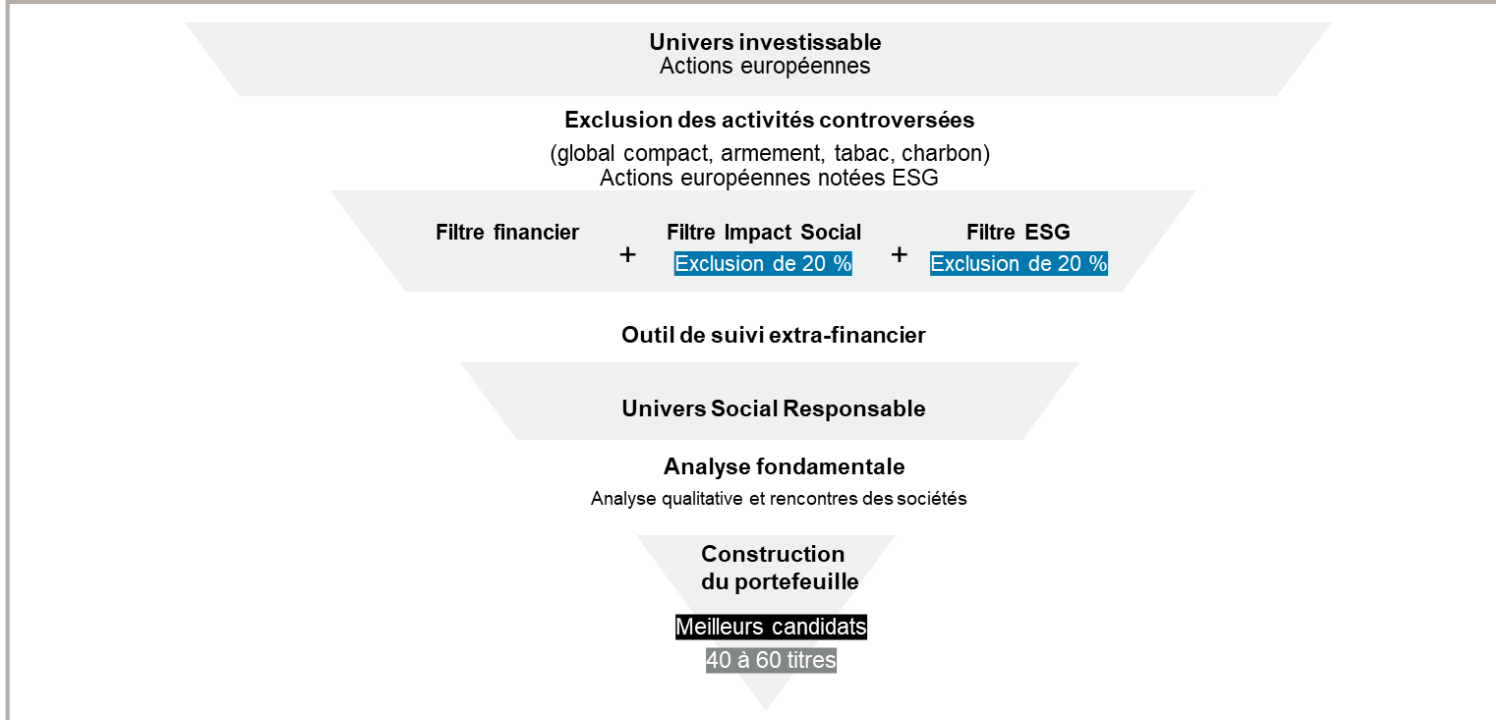 Univers investissable
Actions européennes
Exclusion des activités controversées
(global compact, armement, tabac, charbon)
Actions européennes notées ESG
Filtre financier + Filtre Impact Social + Filtre ESG
Exclusion de 20 % Exclusion de 20 %
Outil de suivi extra-financier
Univers Social Responsable
Analyse fondamentale
Analyse qualitative et rencontres des sociétés
Construction
du portefeuille
Meilleurs candidats
40 à 60 titres